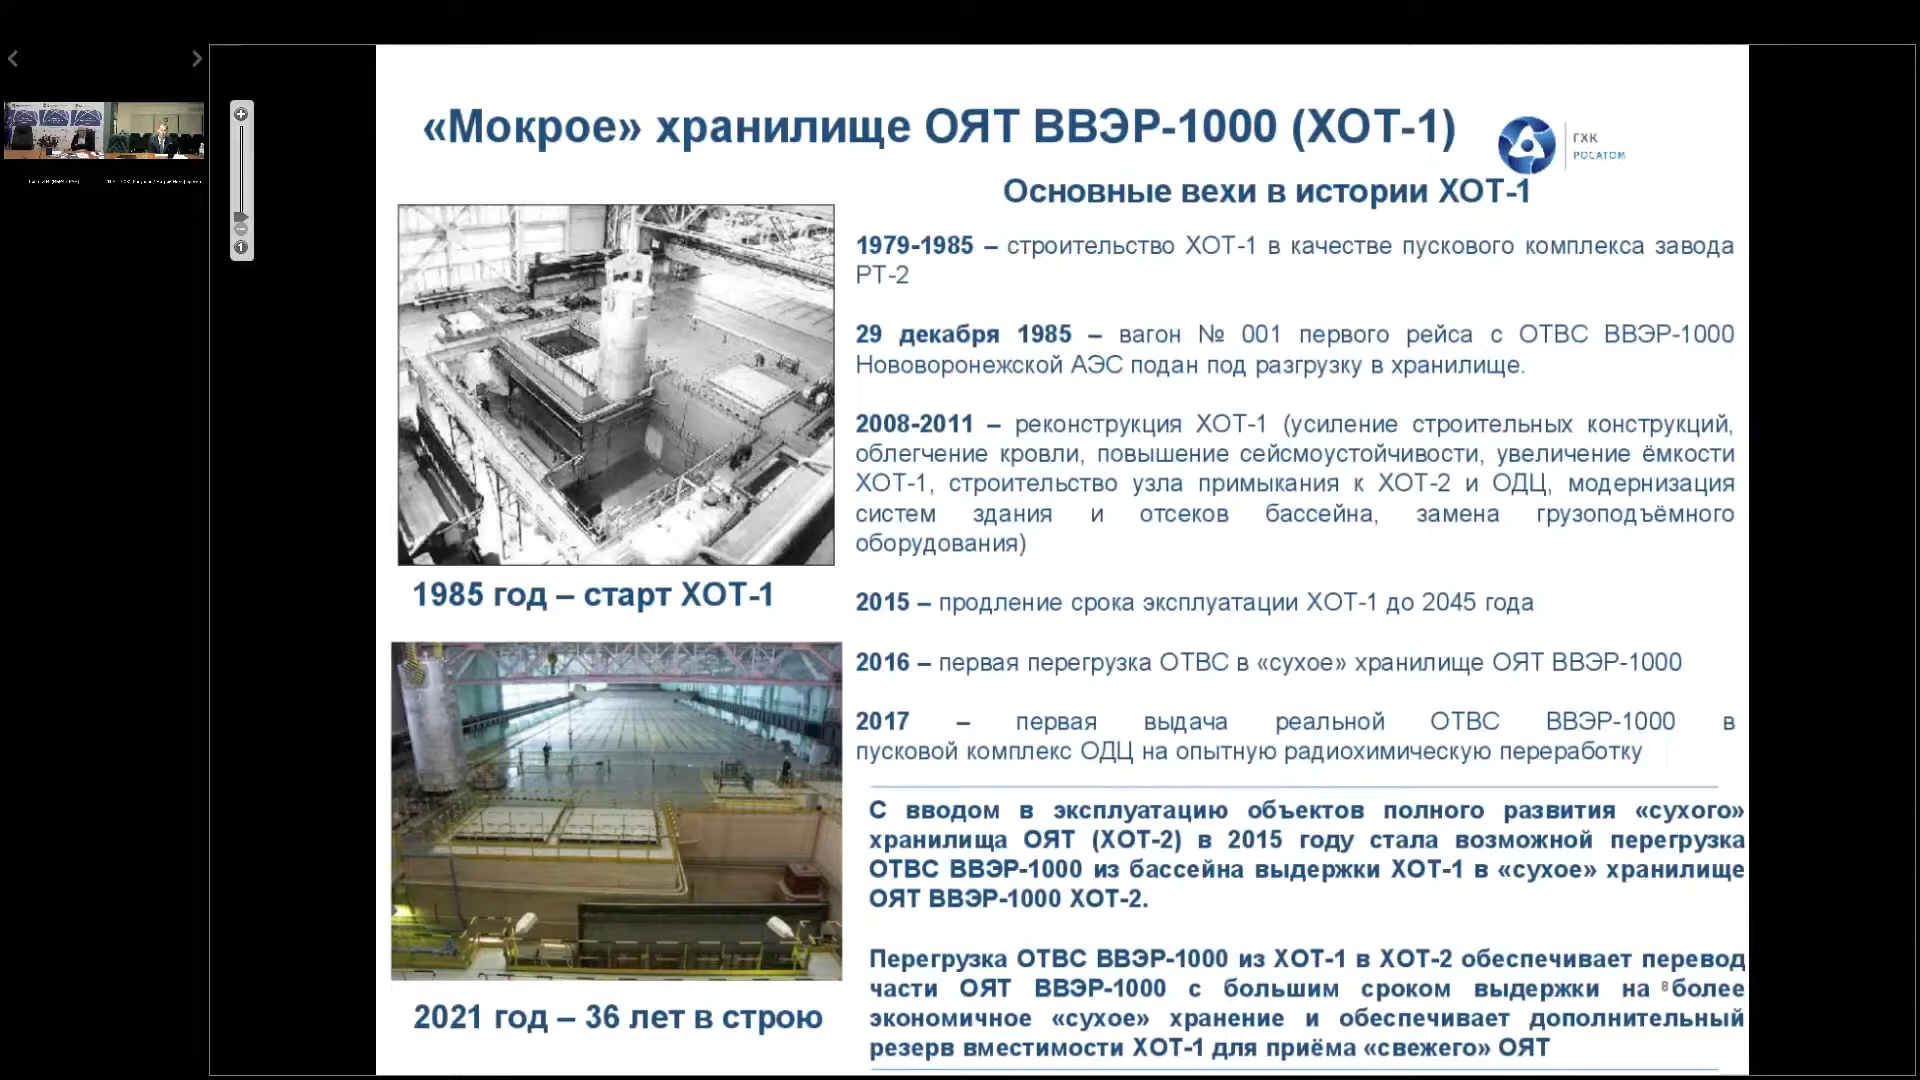 «Мокрое» хранилище ОЯТ ВВЭР-1000 (ХОТ-1)
ГХК
РОСАТОМ
Основные вехи в истории ХОТ-1
1979-1985 – строительство ХОТ-1 в качестве пускового комплекса завода
РТ-2
29 декабря 1985 – вагон № 001 первого рейса с ОТВС ВВЭР-1000
Нововоронежской АЭС подан под разгрузку в хранилище.
2008-2011 – реконструкция ХОТ-1 (усиление строительных конструкций,
облегчение кровли, повышение сейсмоустойчивости, увеличение ёмкости
ХОТ-1, строительство узла примыкания к ХОТ-2 и ОДЦ, модернизация
систем здания и отсеков бассейна, замена грузоподъёмного
оборудования)
1985 год – старт ХОТ-1
2015 – продление срока эксплуатации ХОТ-1 до 2045 года
2016 – первая перегрузка ОТВС в «сухое» хранилище ОЯТ ВВЭР-1000
2017 – первая выдача реальной ОТВС ВВЭР-1000 в
пусковой комплекс ОДЦ на опытную радиохимическую переработку
С вводом в эксплуатацию объектов полного развития «сухого»
хранилища ОЯТ (ХОТ-2) в 2015 году стала возможной перегрузка
ОТВС ВВЭР-1000 из бассейна выдержки ХОТ-1 в «сухое» хранилище
ОЯТ ВВЭР-1000 ХОТ-2.
Перегрузка ОТВС ВВЭР-1000 из ХОТ-1 в ХОТ-2 обеспечивает перевод
части ОЯТ ВВЭР-1000 с большим сроком выдержки на более
8
экономичное «сухое» хранение и обеспечивает дополнительный
резерв вместимости ХОТ-1 для приёма «свежего» ОЯТ
2021 год – 36 лет в строю
1